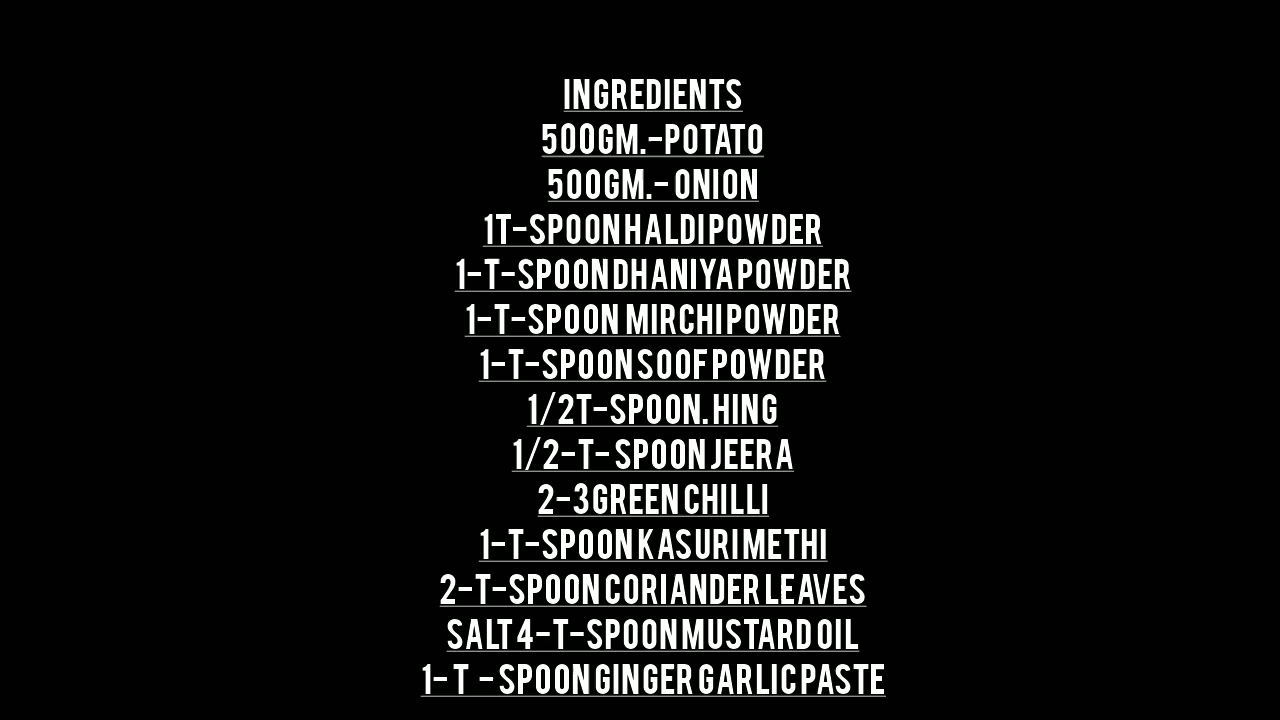 INGREDIENTS
500GM.-POTATO
500GM.- ONION
1T-SPOON HALDI POWDER
1-T-SPOON DHANIYA POWDER
1-T-SPOON MIRCHI POWDER
1-T-SPOON SOOF POWDER
1/2T-SPOON. HING
1/2-T- SPOON JEERA
2-3 GREEN CHILLI
1-T-SPOON KASURI METHI
2-T-SPOON CORIANDER LEAVES
SALT 4-T-SPOON MUSTARD OIL
1- T - SPOON GINGER GARLIC PASTE